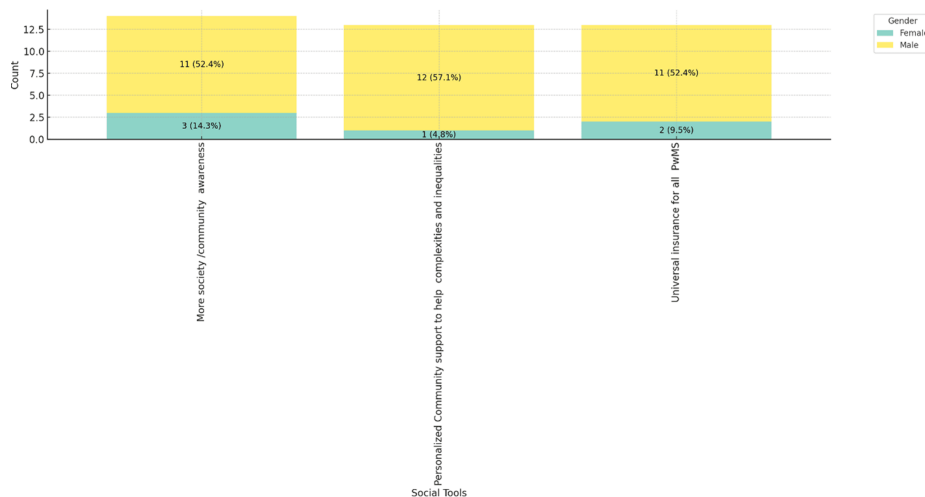 Gender
Female
Male
Count
12.5
10.0
7.5
5.0
2.5
0.0
11 (52.4%)
12 (57.1%)
11 (52.4%)
3 (14.3%)
1 (4.8%)
2 (9.5%)
More society /community  awareness
Personalized Community support to help  complexities and inequalities
Universal insurance for all  PwMS
Social Tools